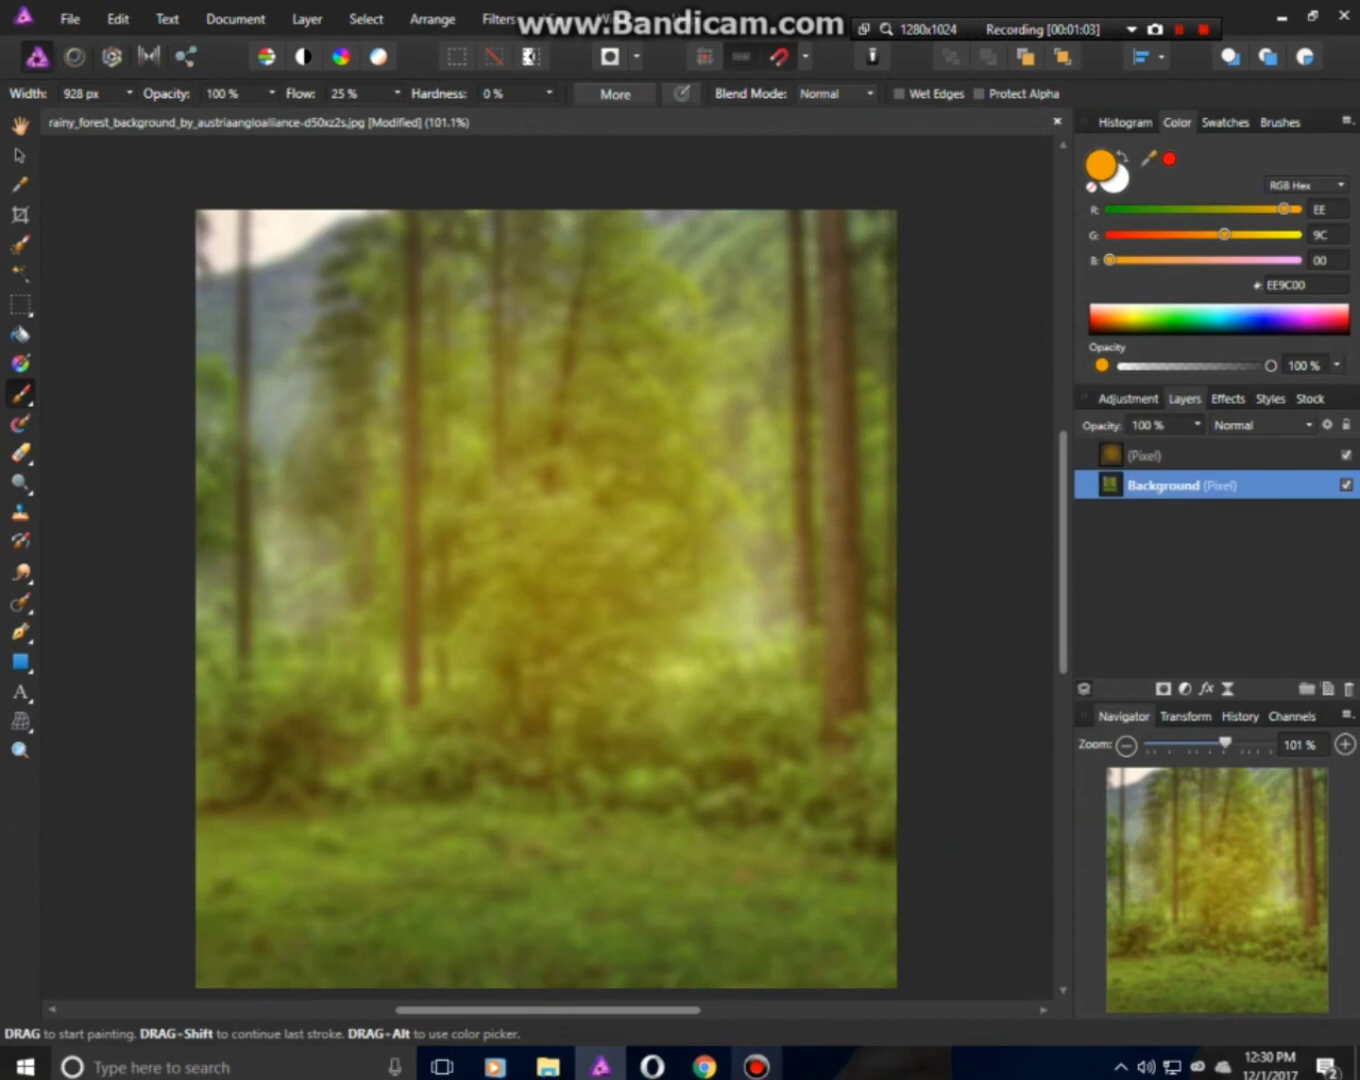 File Edit Text Document Layer Select Arrange Filters
www.Bandicam.com
1280x1024 Recording [00:01:03]
Width: 928 px Opacity: 100 % Flow: 25 % Hardness: 0 % More Blend Mode: Normal Wet Edges Protect Alpha
rainy_forest_background_by_austriaangloalliance-d50xz2s.jpg [Modified] (101.1%)
Histogram Color Swatches Brushes
RGB Hex
R: EE
G: 9C
B: 00
#: EE9C00
Opacity
100 %
Adjustment Layers Effects Styles Stock
Opacity: 100 % Normal
(Pixel)
Background (Pixel)
fx
Navigator Transform History Channels
Zoom: 101 %
A
DRAG to start painting. DRAG+Shift to continue last stroke. DRAG+Alt to use color picker.
Type here to search
12:30 PM
12/1/2017
2